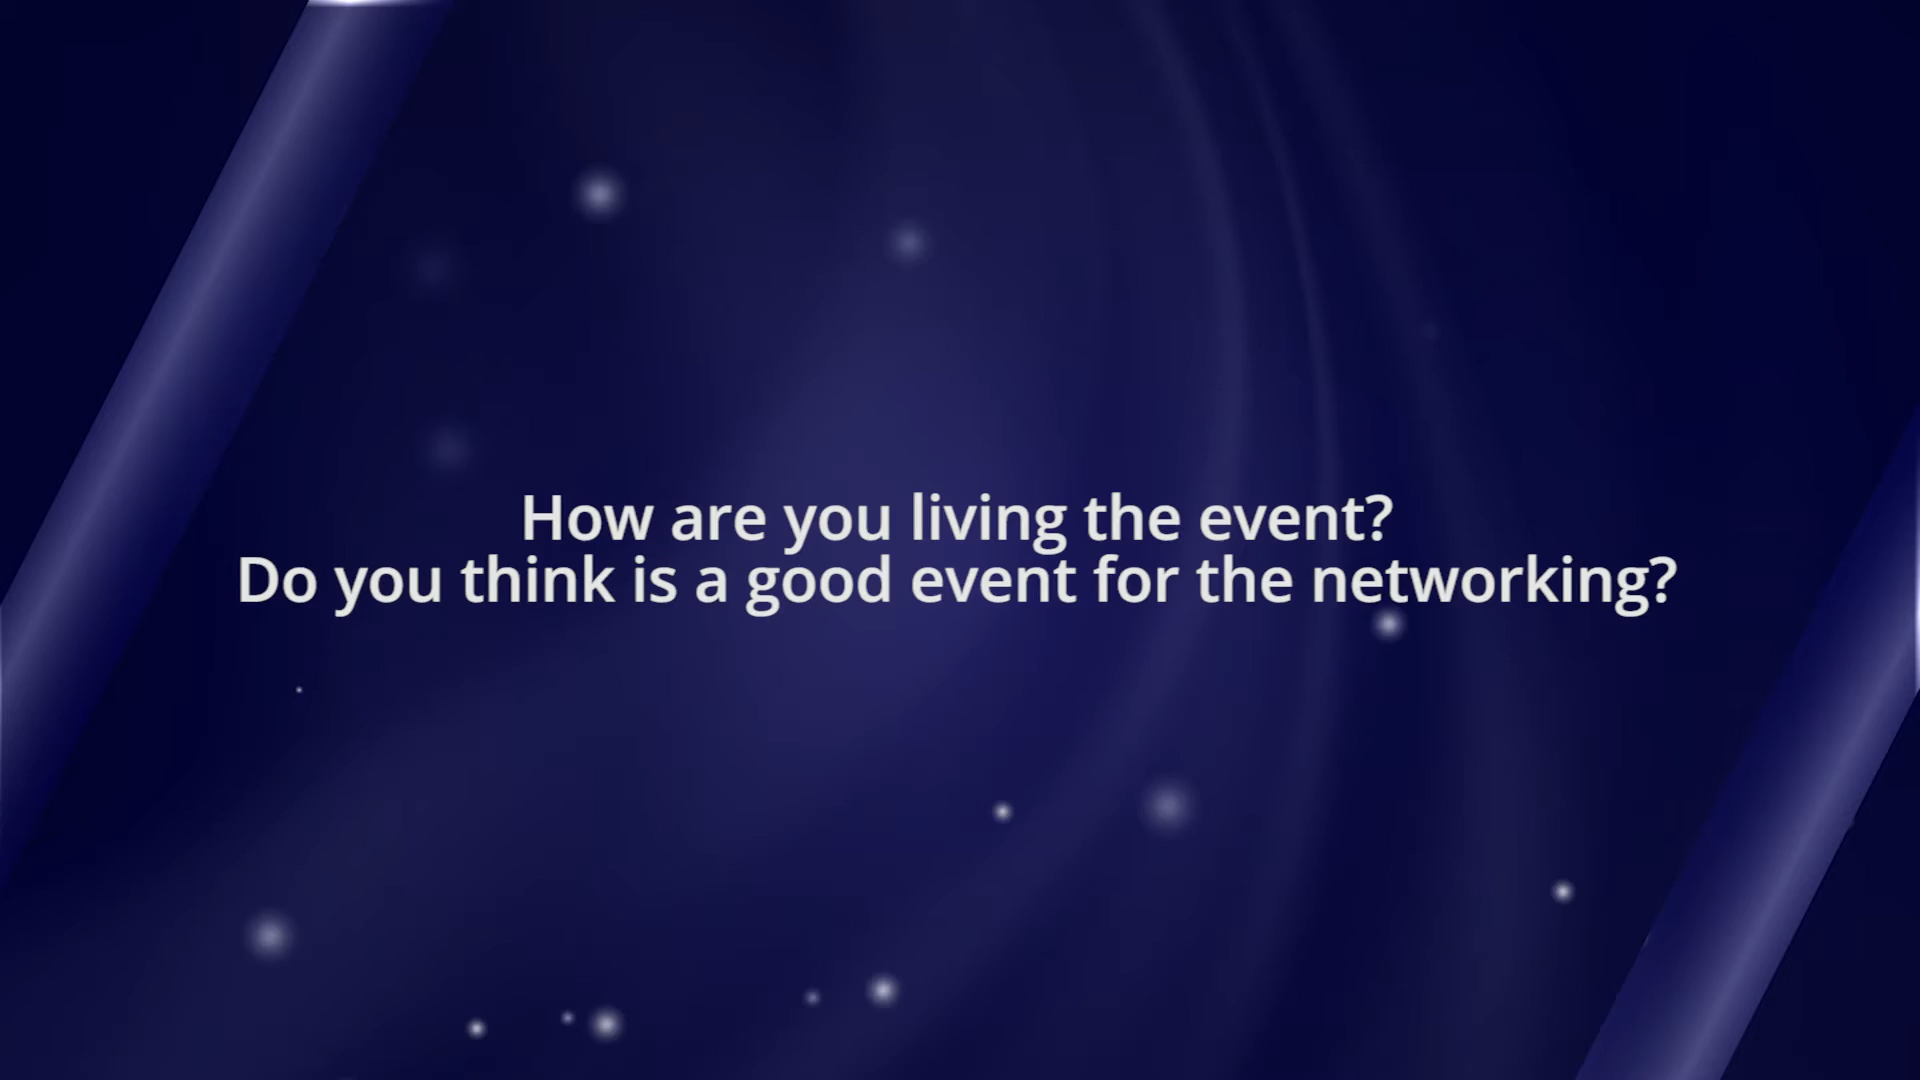 How are you living the event?
Do you think is a good event for the networking?